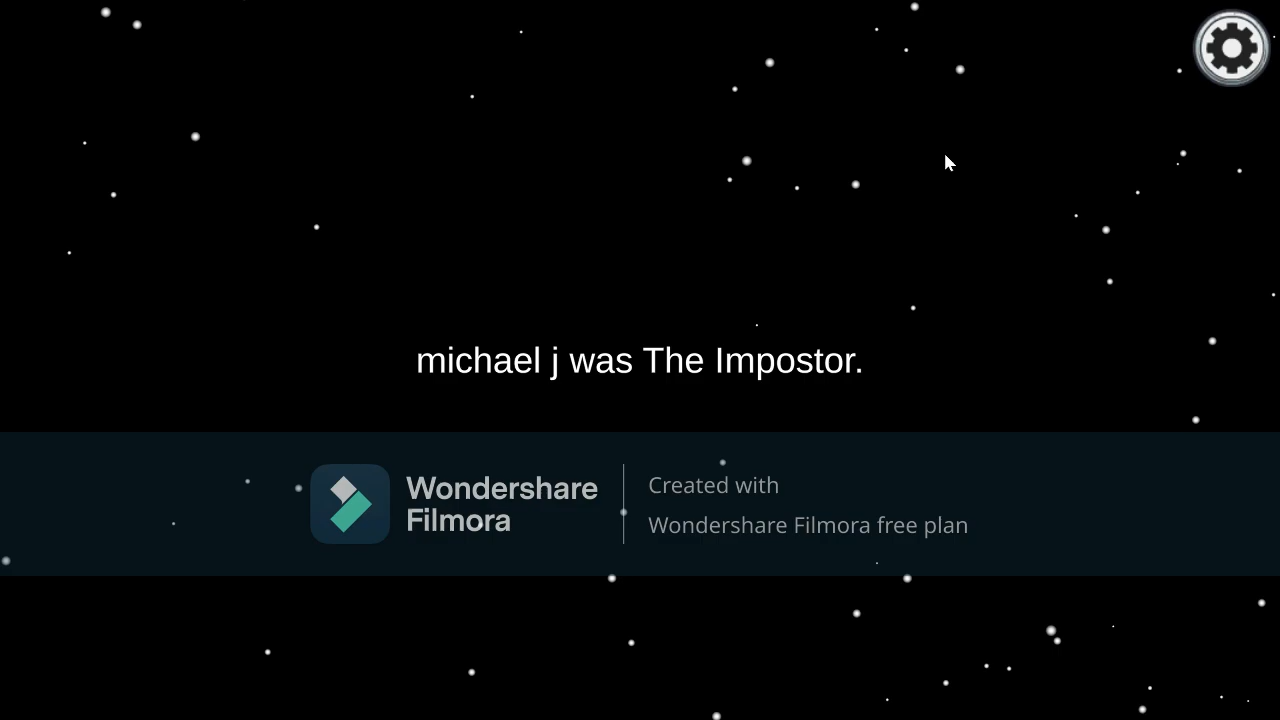 michael j was The Impostor.
Wondershare
Filmora
Created with
Wondershare Filmora free plan